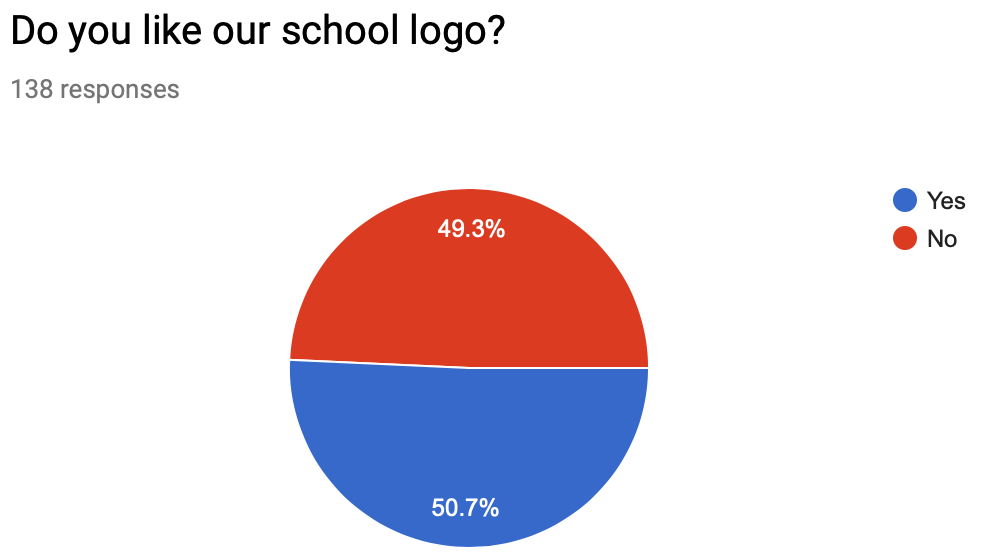 Do you like our school logo?
138 responses
49.3%
50.7%
Yes
No